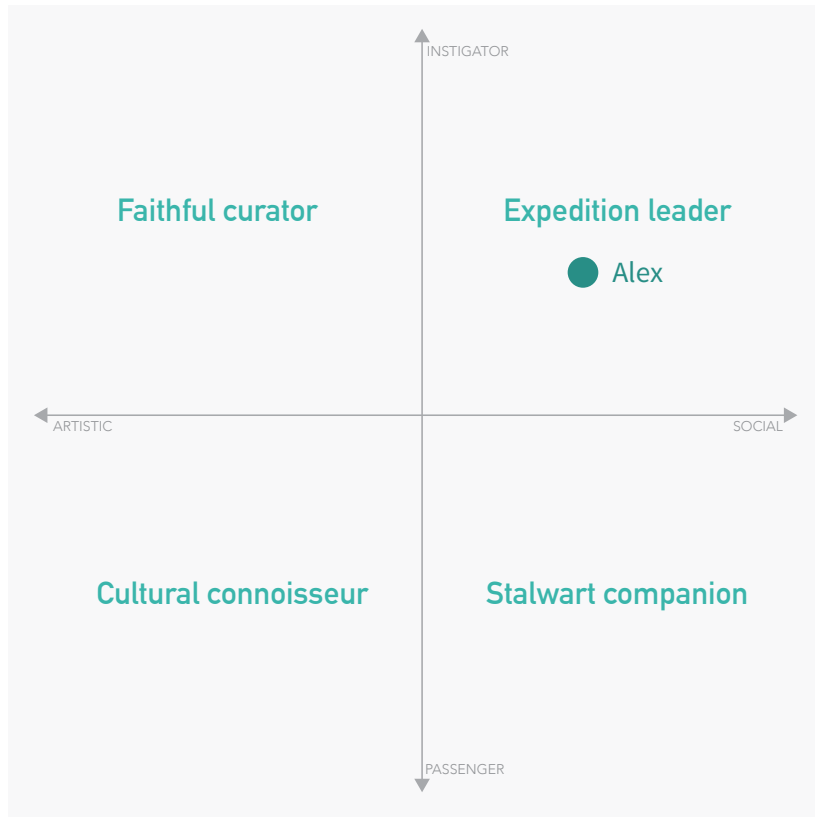 INSTIGATOR
Faithful curator
Expedition leader
Alex
ARTISTIC
SOCIAL
Cultural connoisseur
Stalwart companion
PASSENGER